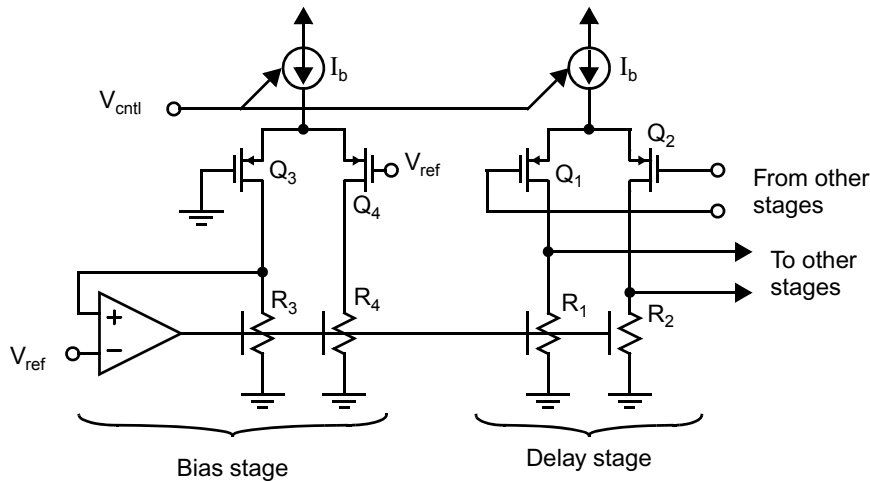 I_b
I_b
V_cntl
Q_2
Q_3
V_ref
Q_1
From other
stages
Q_4
To other
stages
R_3
R_4
R_1
R_2
+
V_ref
−
Bias stage
Delay stage